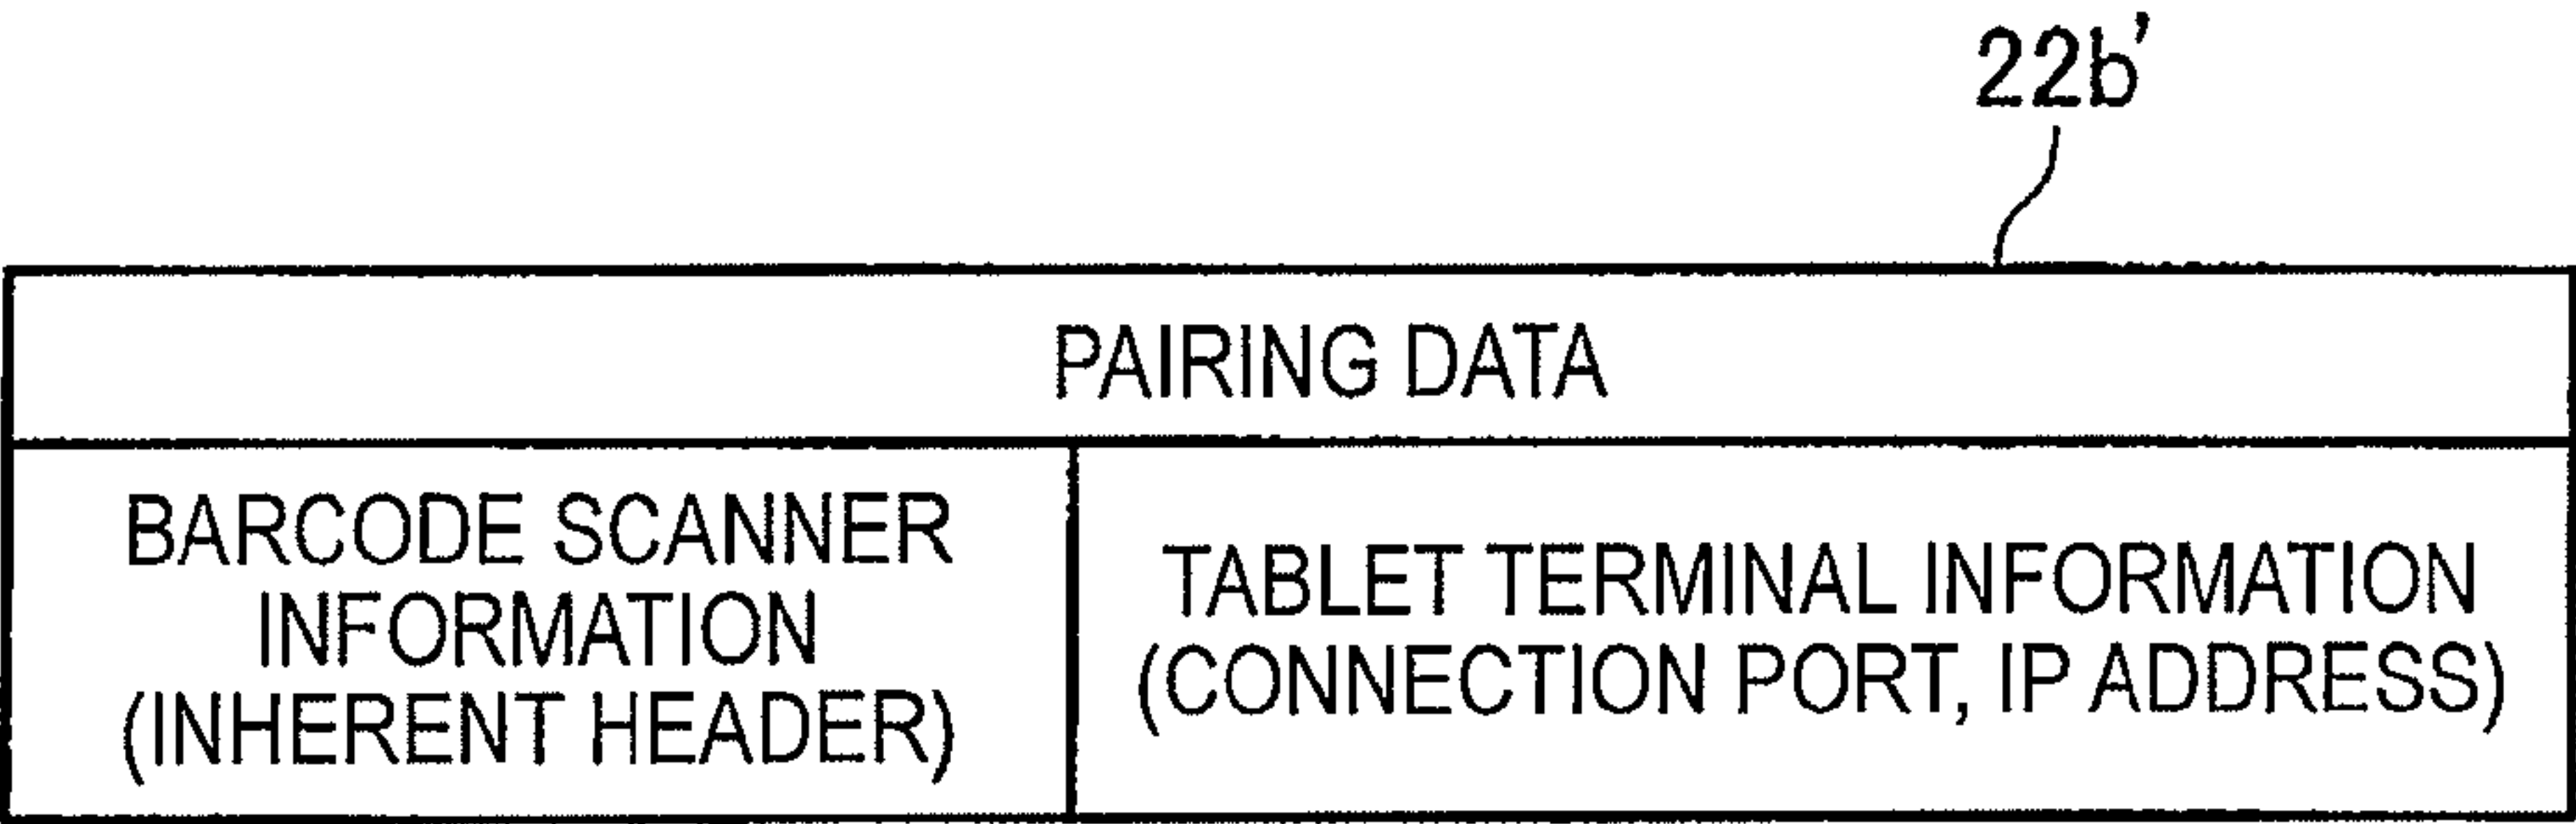 22b'
PAIRING DATA
BARCODE SCANNER
INFORMATION
(INHERENT HEADER)
TABLET TERMINAL INFORMATION
(CONNECTION PORT, IP ADDRESS)